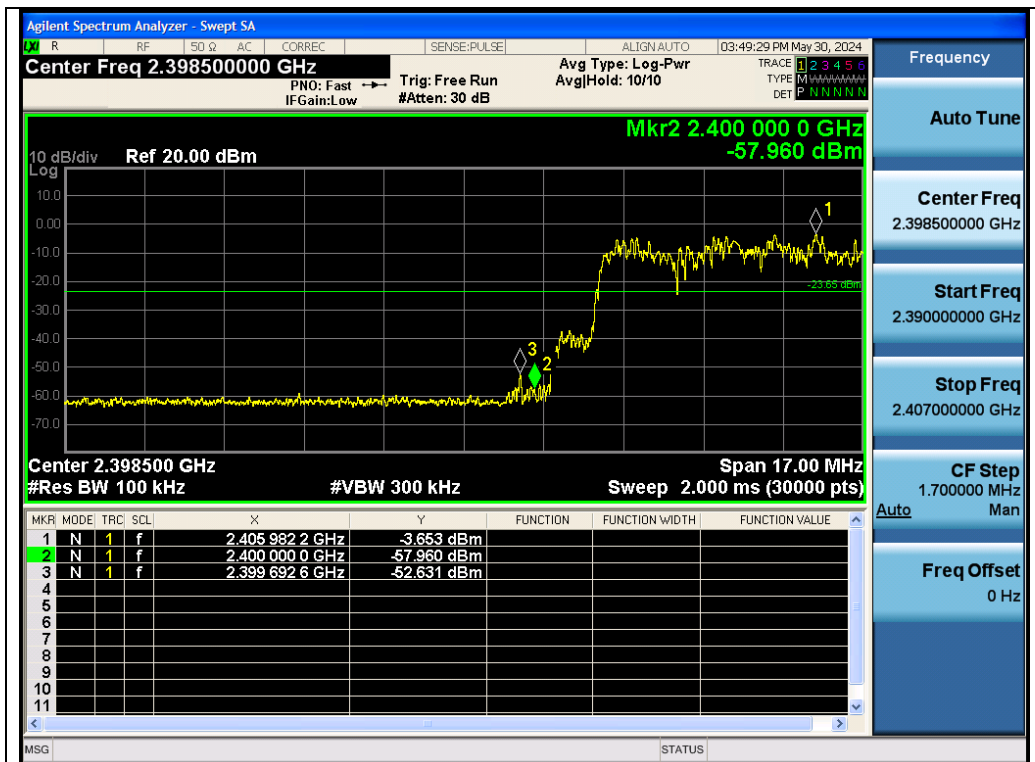 Agilent Spectrum Analyzer - Swept SA
LXI R RF 50 Ω AC CORREC SENSE:PULSE ALIGN AUTO 03:49:29 PM May 30, 2024
Center Freq 2.398500000 GHz
PNO: Fast
IFGain:Low
Trig: Free Run
#Atten: 30 dB
Avg Type: Log-Pwr
Avg|Hold: 10/10
TRACE 1 2 3 4 5 6
TYPE M
DET P N N N N N
Mkr2 2.400 000 0 GHz
-57.960 dBm
10 dB/div Ref 20.00 dBm
Log
10.0
0.00
-10.0
-20.0
-30.0
-40.0
-50.0
-60.0
-70.0
1
-23.65 dBm
3
2
Center 2.398500 GHz Span 17.00 MHz
#Res BW 100 kHz #VBW 300 kHz Sweep 2.000 ms (30000 pts)
MKR MODE TRC SCL X Y FUNCTION FUNCTION WIDTH FUNCTION VALUE
1 N 1 f 2.405 982 2 GHz -3.653 dBm
2 N 1 f 2.400 000 0 GHz -57.960 dBm
3 N 1 f 2.399 692 6 GHz -52.631 dBm
4
5
6
7
8
9
10
11
MSG STATUS
Frequency
Auto Tune
Center Freq
2.398500000 GHz
Start Freq
2.390000000 GHz
Stop Freq
2.407000000 GHz
CF Step
1.700000 MHz
Auto Man
Freq Offset
0 Hz